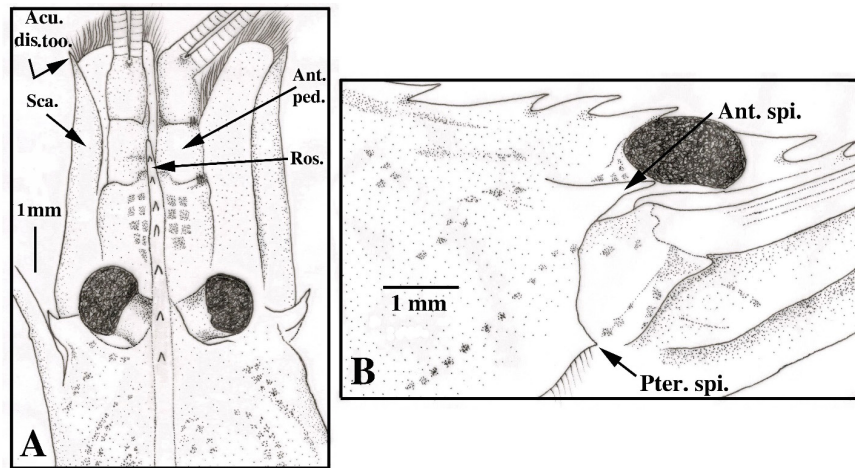 Acu.
dis.too.
Sca.
Ant.
ped.
Ros.
1mm
A
Ant. spi.
1 mm
B
Pter. spi.